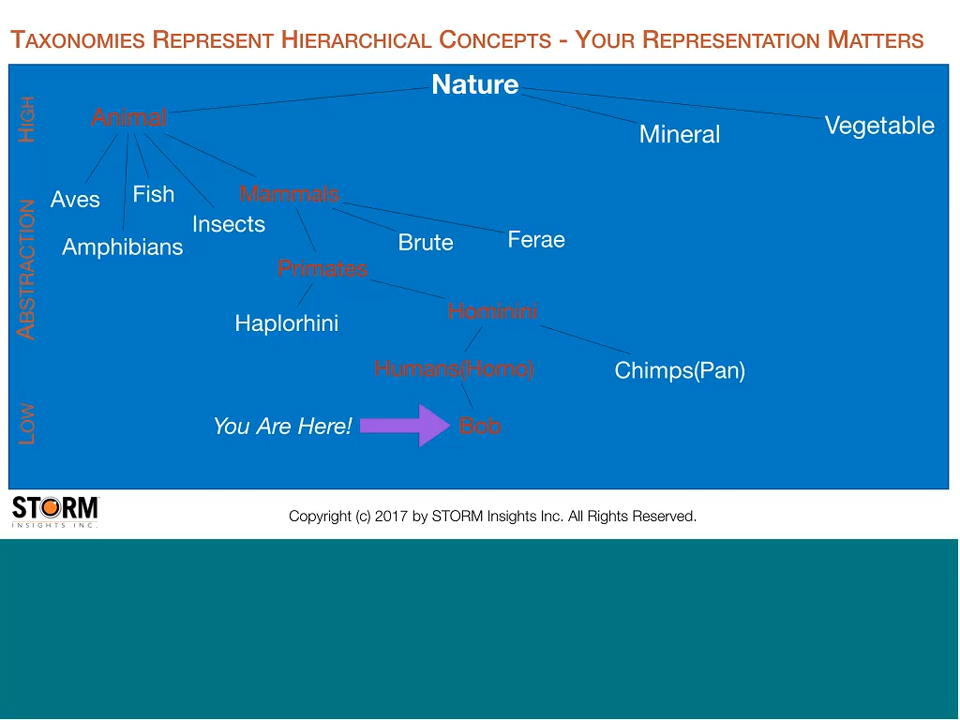 TAXONOMIES REPRESENT HIERARCHICAL CONCEPTS - YOUR REPRESENTATION MATTERS
Nature
HIGH
Animal
Mineral
Vegetable
Aves
Fish
Mammals
Insects
Amphibians
Brute
Ferae
ABSTRACTION
Primates
Haplorhini
Hominini
Humans(Homo)
Chimps(Pan)
LOW
You Are Here!
Bob
STORM
INSIGHTS INC.
Copyright (c) 2017 by STORM Insights Inc. All Rights Reserved.